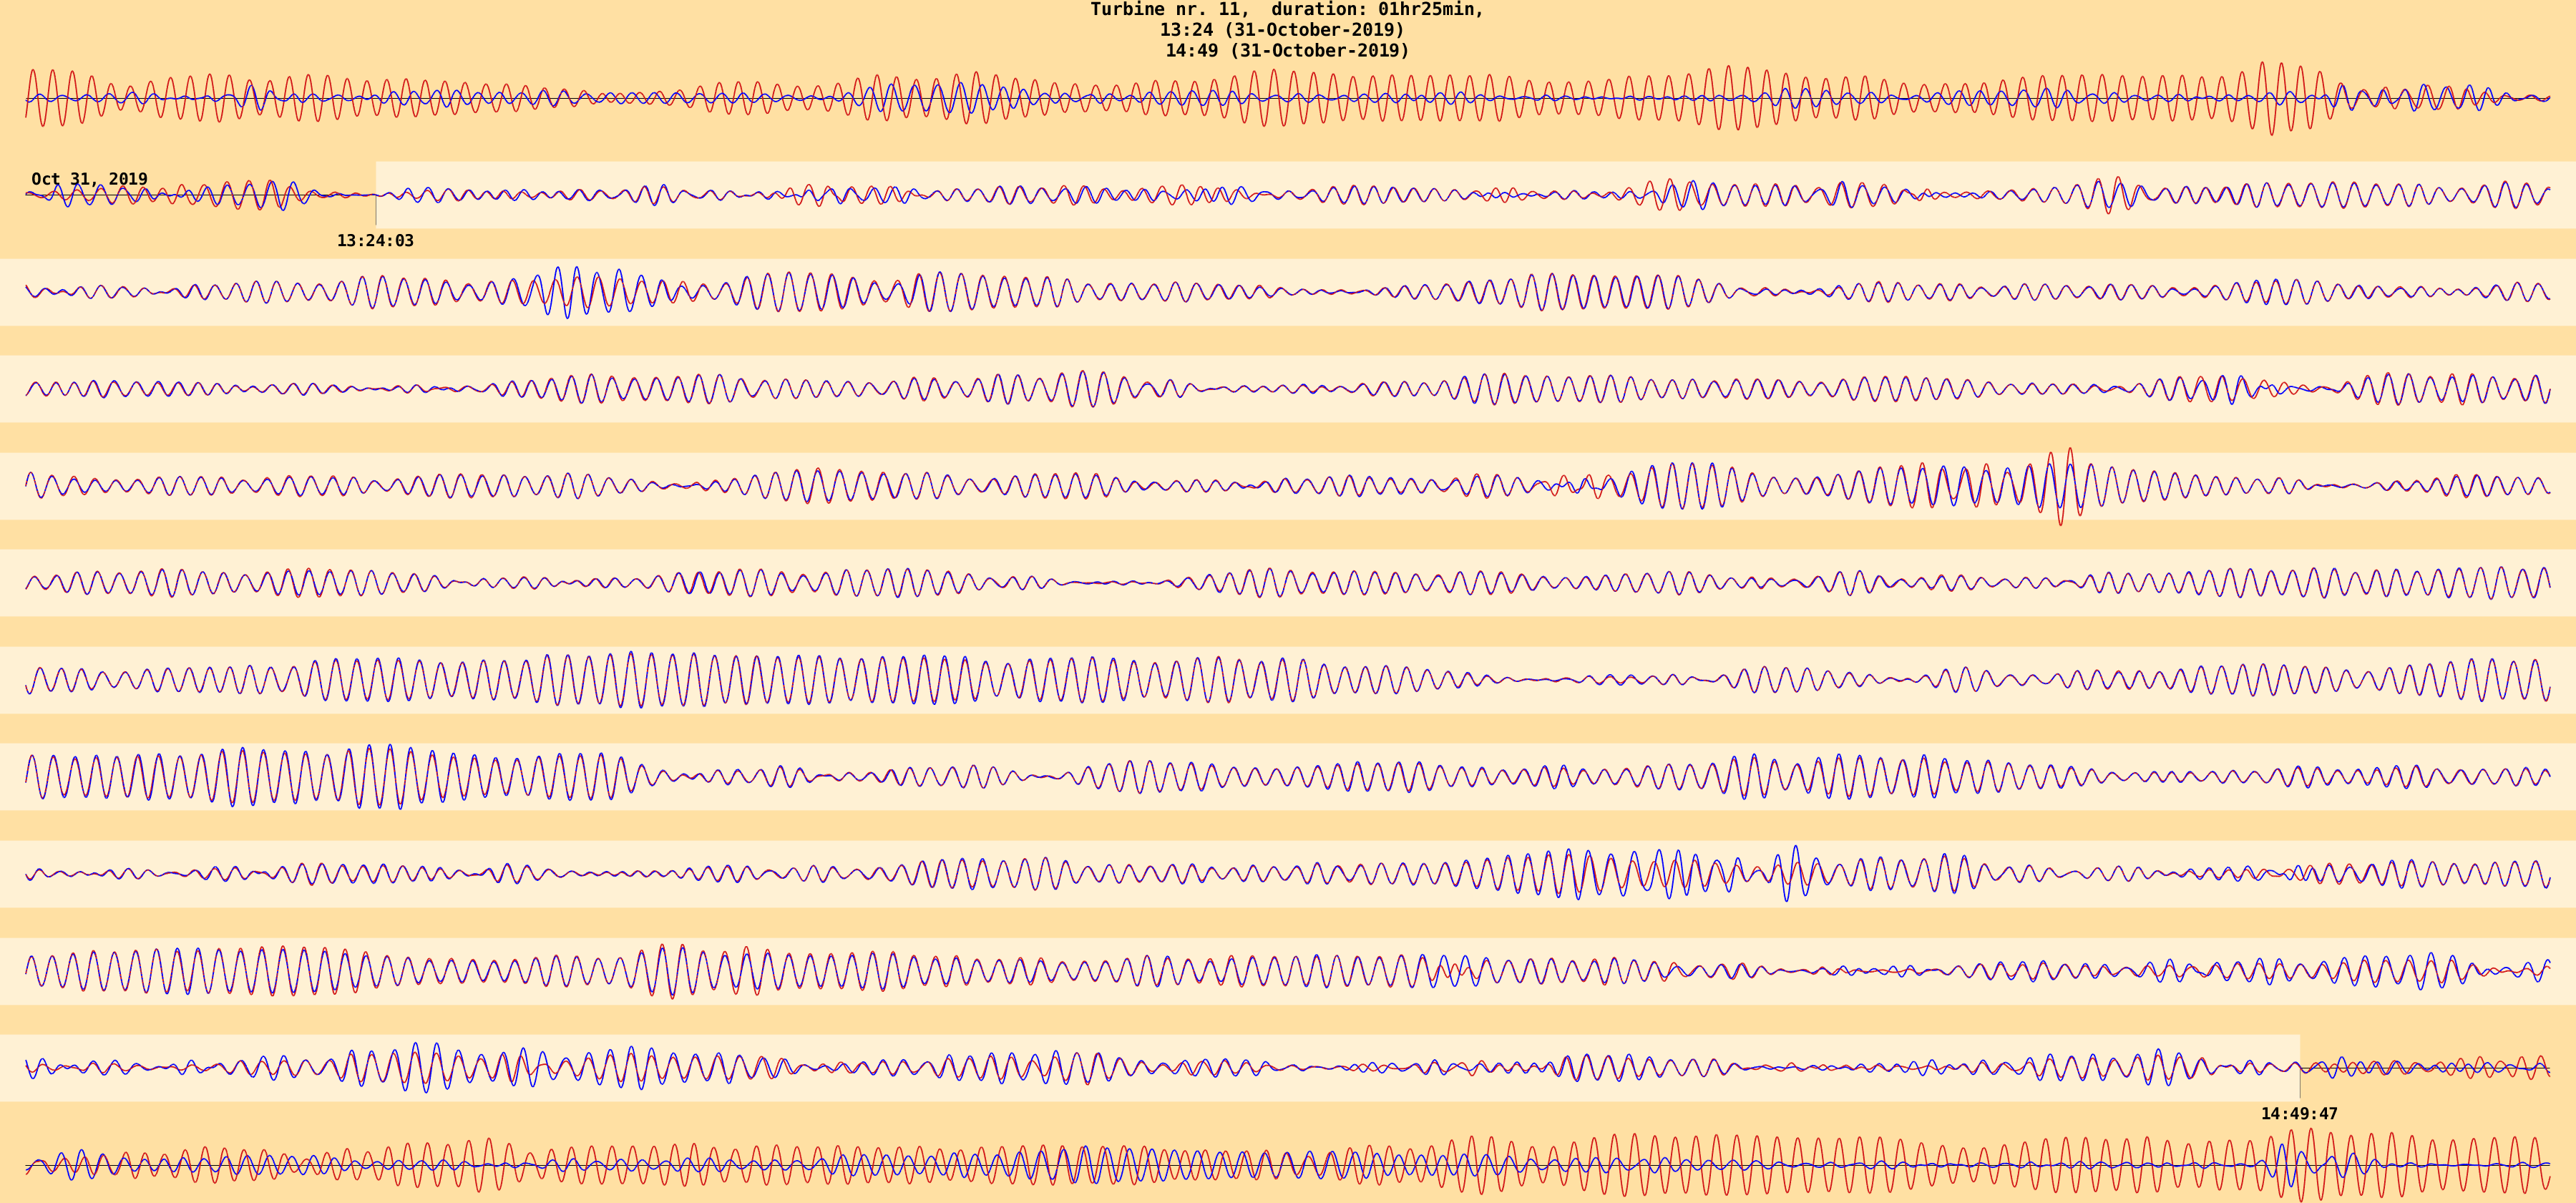 Turbine nr. 11,  duration: 01hr25min,
13:24 (31-October-2019)
14:49 (31-October-2019)
Oct 31, 2019
13:24:03
14:49:47